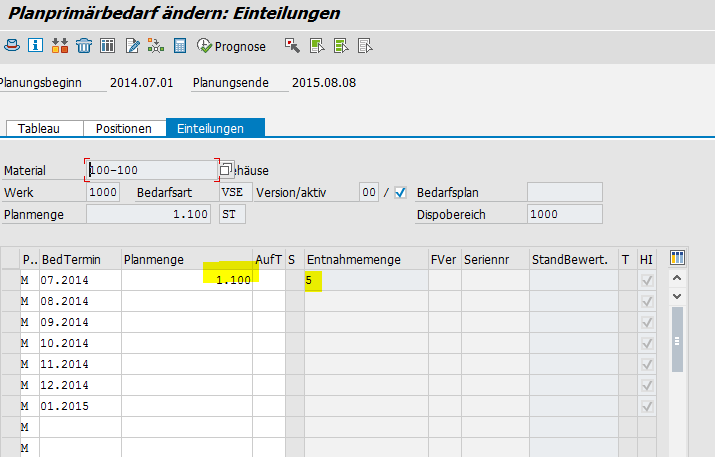 Planprimärbedarf ändern: Einteilungen
Prognose
Planungsbeginn 2014.07.01 Planungsende 2015.08.08
Tableau Positionen Einteilungen
Material 100-100 ehäuse
Werk 1000 Bedarfsart VSE Version/aktiv 00 / Bedarfsplan
Planmenge 1.100 ST Dispobereich 1000
P.. BedTermin Planmenge AufT S Entnahmemenge FVer Seriennr StandBewert. T HI
M 07.2014 1.100 5
M 08.2014
M 09.2014
M 10.2014
M 11.2014
M 12.2014
M 01.2015
M
M